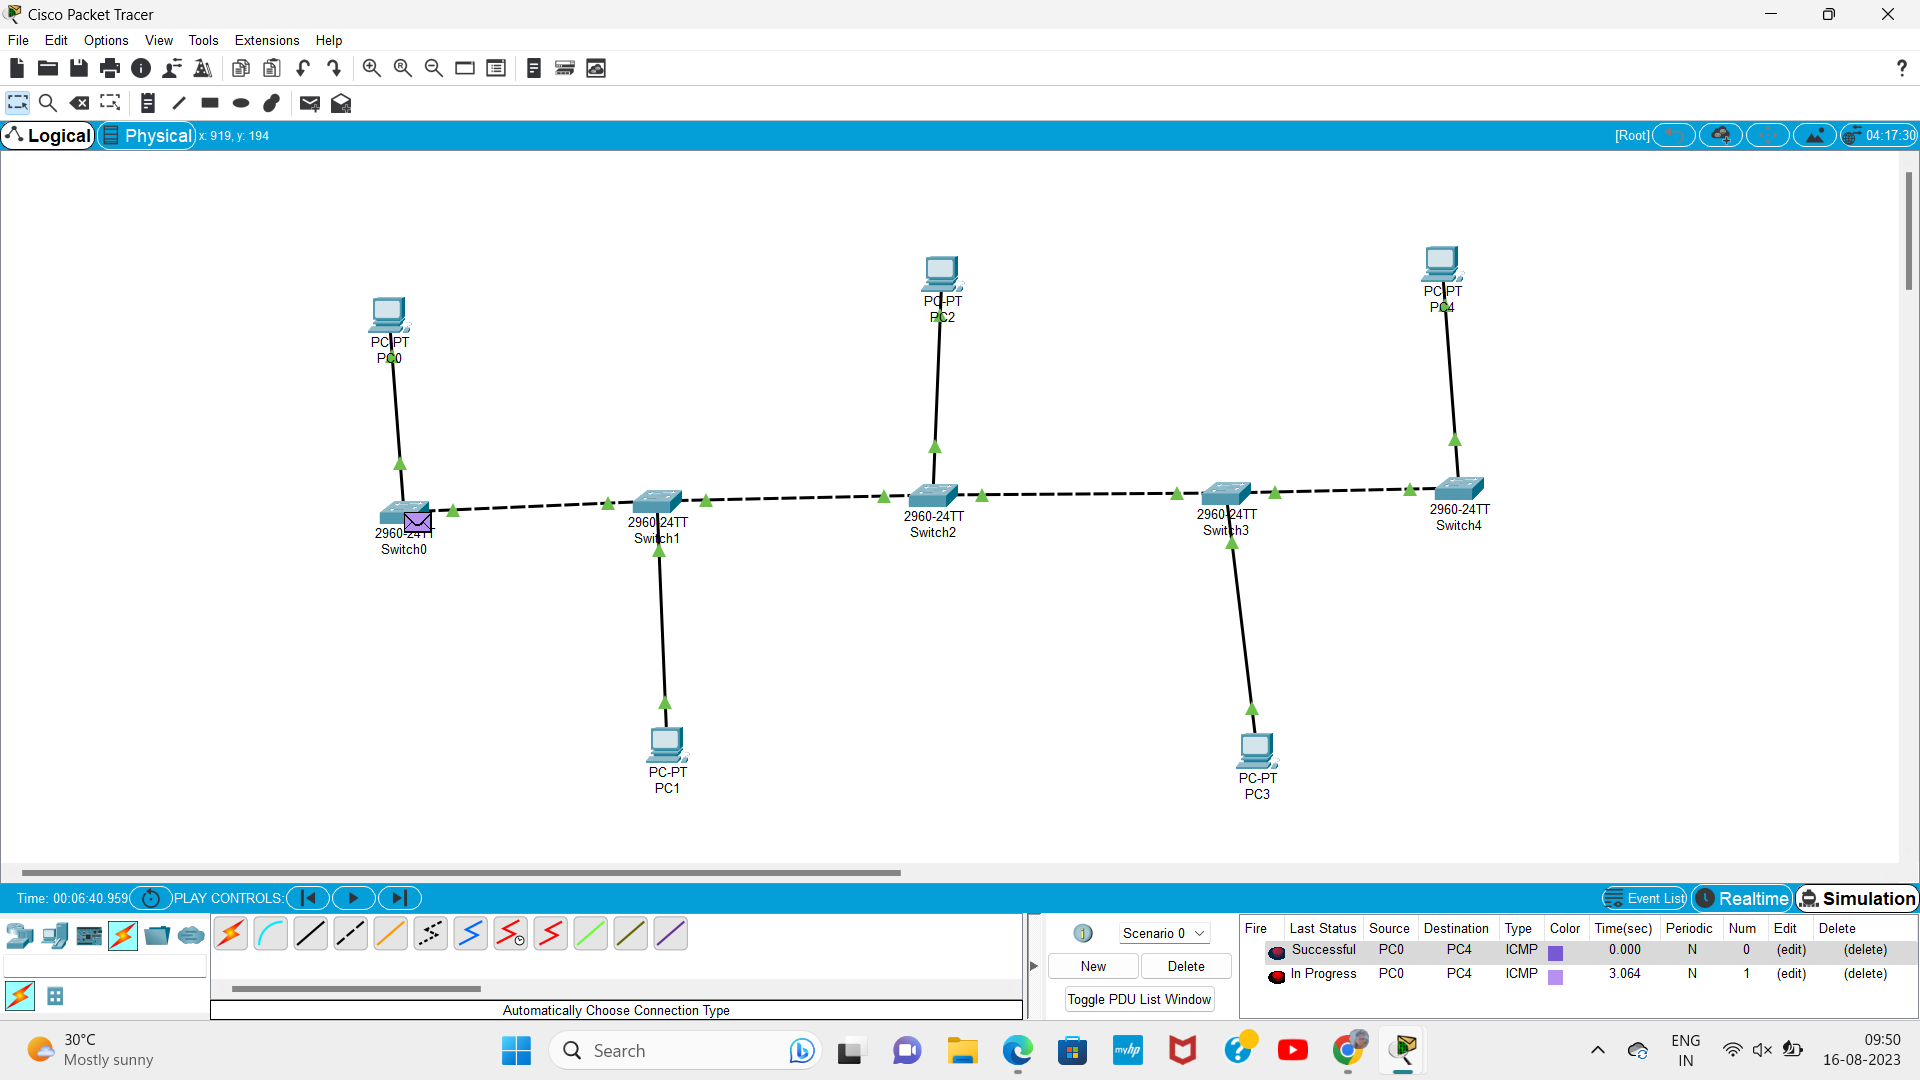 Cisco Packet Tracer
File Edit Options View Tools Extensions Help
?
Logical Physical x: 919, y: 194 [Root] 04:17:30
PC-PT
PC0
PC-PT
PC2
PC-PT
PC4
2960-24TT
Switch0
2960-24TT
Switch1
2960-24TT
Switch2
2960-24TT
Switch3
2960-24TT
Switch4
PC-PT
PC1
PC-PT
PC3
Time: 00:06:40.959 PLAY CONTROLS: Event List Realtime Simulation
Scenario 0
New Delete
Toggle PDU List Window
Fire Last Status Source Destination Type Color Time(sec) Periodic Num Edit Delete
Successful PC0 PC4 ICMP 0.000 N 0 (edit) (delete)
In Progress PC0 PC4 ICMP 3.064 N 1 (edit) (delete)
Automatically Choose Connection Type
30°C
Mostly sunny
Search
myhp
ENG
IN
09:50
16-08-2023